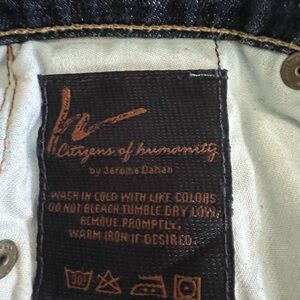 Citizens of humanity
by Jerome Dahan
WASH IN COLD WITH LIKE COLORS
DO NOT BLEACH TUMBLE DRY LOW,
REMOVE PROMPTLY,
WARM IRON IF DESIRED.
30°